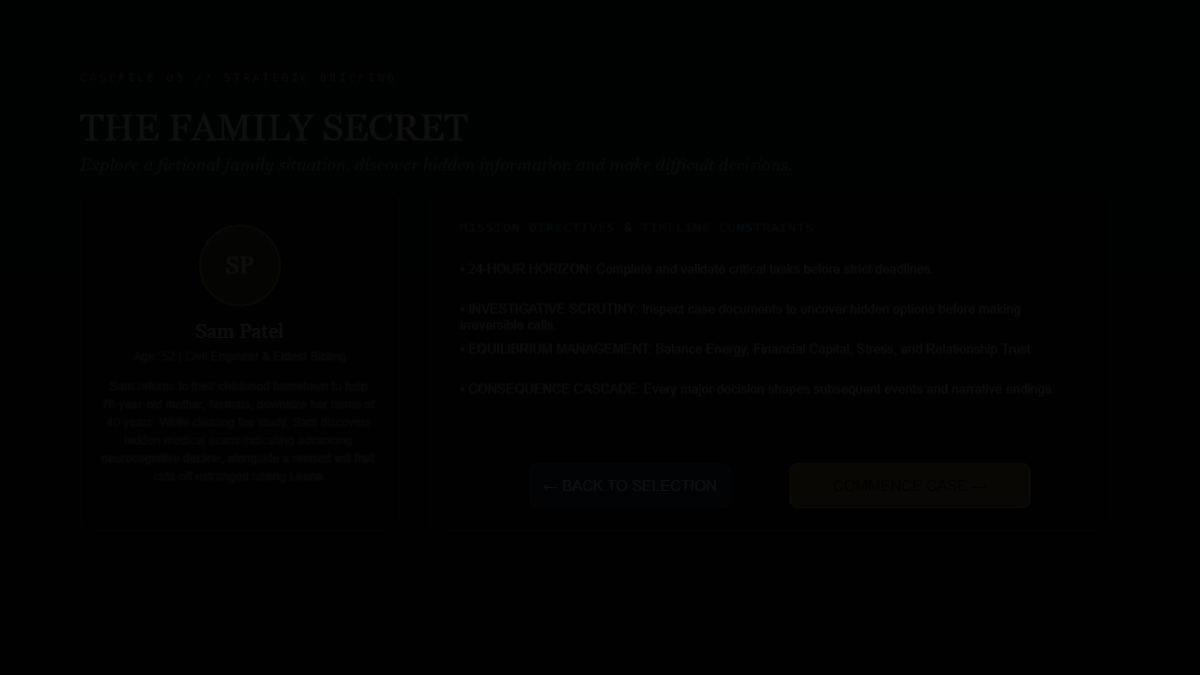 CASEFILE 03 // STRATEGIC BRIEFING
THE FAMILY SECRET
Explore a fictional family situation, discover hidden information and make difficult decisions.
SP
Sam Patel
Age: 52 | Civil Engineer & Eldest Sibling
Sam returns to their childhood hometown to help
78-year-old mother, Nirmala, downsize her home of
40 years. While clearing the study, Sam discovers
hidden medical scans indicating advancing
neurocognitive decline, alongside a revised will that
cuts off estranged sibling Leena.
MISSION DIRECTIVES & TIMELINE CONSTRAINTS
• 24-HOUR HORIZON: Complete and validate critical tasks before strict deadlines.
• INVESTIGATIVE SCRUTINY: Inspect case documents to uncover hidden options before making
irreversible calls.
• EQUILIBRIUM MANAGEMENT: Balance Energy, Financial Capital, Stress, and Relationship Trust.
• CONSEQUENCE CASCADE: Every major decision shapes subsequent events and narrative endings.
← BACK TO SELECTION
COMMENCE CASE →